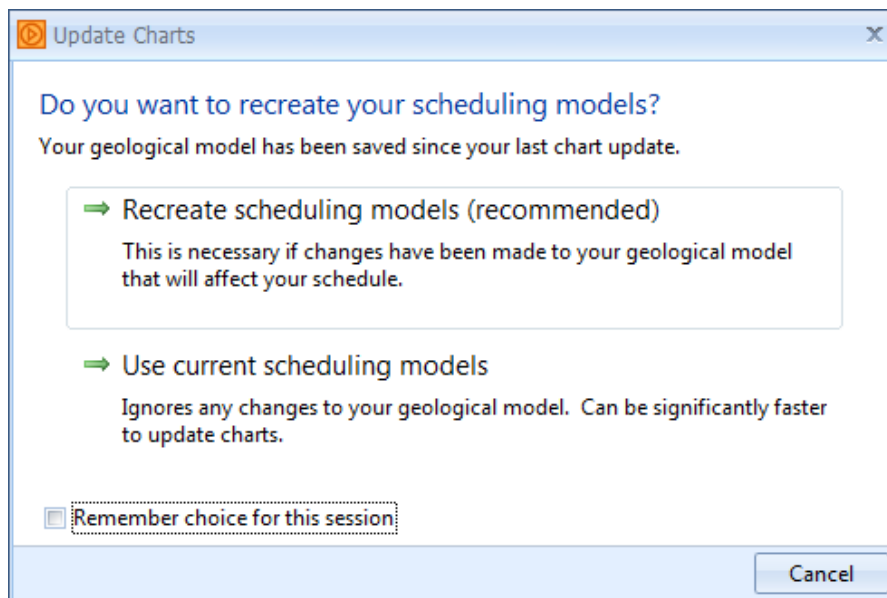 Update Charts
Do you want to recreate your scheduling models?
Your geological model has been saved since your last chart update.
Recreate scheduling models (recommended)
This is necessary if changes have been made to your geological model
that will affect your schedule.
Use current scheduling models
Ignores any changes to your geological model.  Can be significantly faster
to update charts.
Remember choice for this session
Cancel